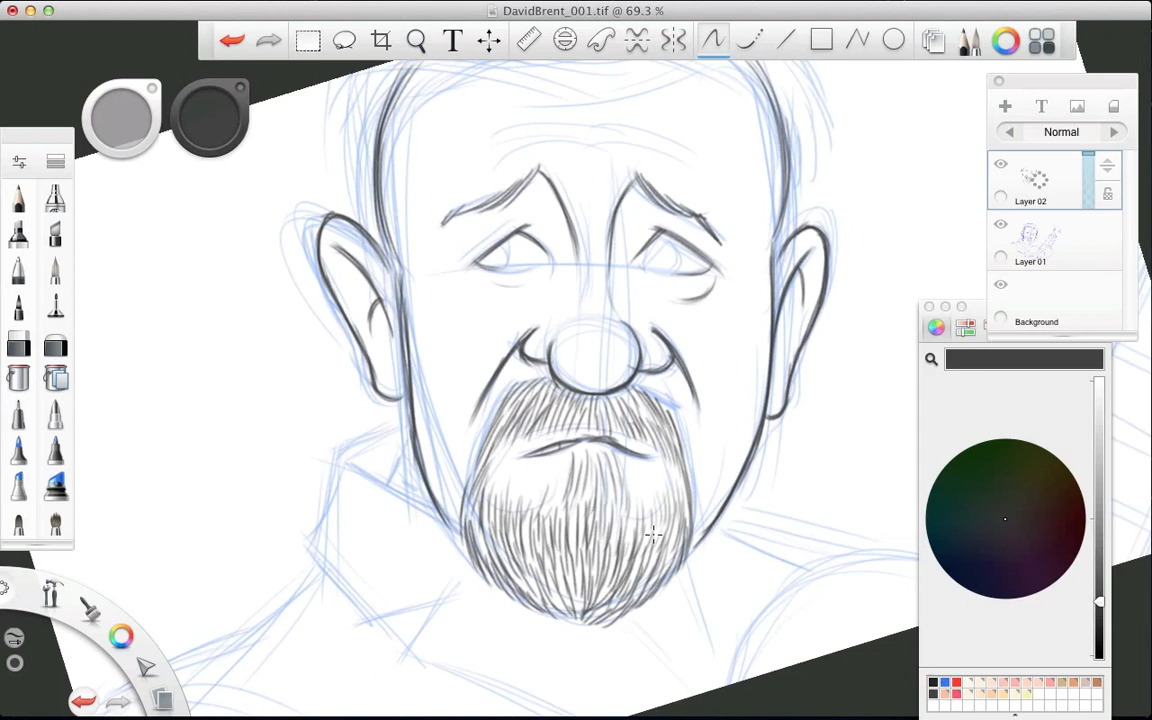 DavidBrent_001.tif @ 69.3 %
T
T
Normal
Layer 02
Layer 01
Background